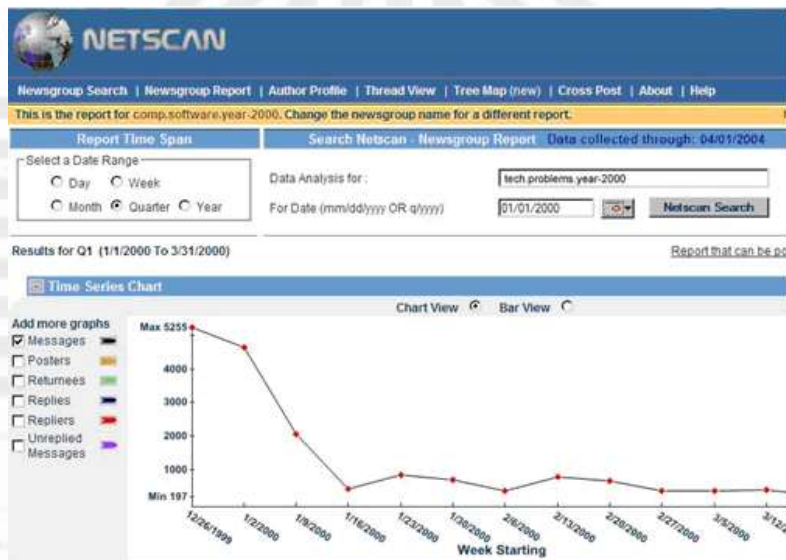 NETSCAN
Newsgroup Search | Newsgroup Report | Author Profile | Thread View | Tree Map (new) | Cross Post | About | Help
This is the report for comp.software.year-2000. Change the newsgroup name for a different report.
Report Time Span
Search Netscan - Newsgroup Report Data collected through: 04/01/2004
Select a Date Range
Day Week
Month Quarter Year
Data Analysis for :
tech.problems.year-2000
For Date (mm/dd/yyyy OR q/yyyy)
01/01/2000
Netscan Search
Results for Q1 (1/1/2000 To 3/31/2000)
Report that can be
Time Series Chart
Chart View Bar View
Add more graphs
Messages
Posters
Returnees
Replies
Repliers
Unreplied
Messages
Max 5255
4000
3000
2000
1000
Min 197
12/26/1999
1/2/2000
1/9/2000
1/16/2000
1/23/2000
1/30/2000
2/6/2000
2/13/2000
2/20/2000
2/27/2000
3/5/2000
3/12/2
Week Starting